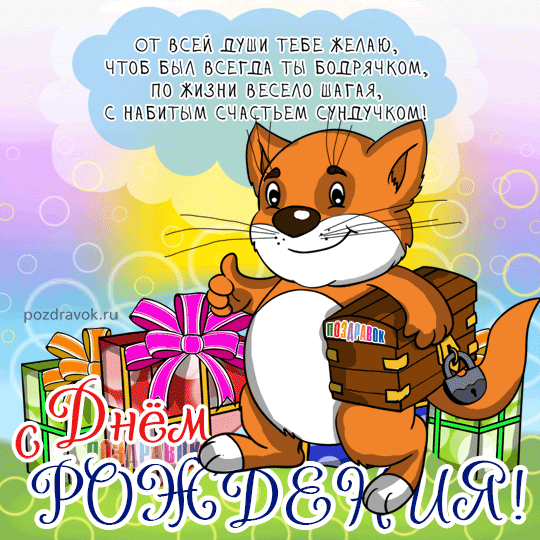 ОТ ВСЕЙ ДУШИ ТЕБЕ ЖЕЛАЮ,
ЧТОБ БЫЛ ВСЕГДА ТЫ БОДРЯЧКОМ,
ПО ЖИЗНИ ВЕСЕЛО ШАГАЯ,
С НАБИТЫМ СЧАСТЬЕМ СУНДУЧКОМ!
pozdravok.ru
ПОЗДРАВОК
с Днём
РОЖДЕНИЯ!